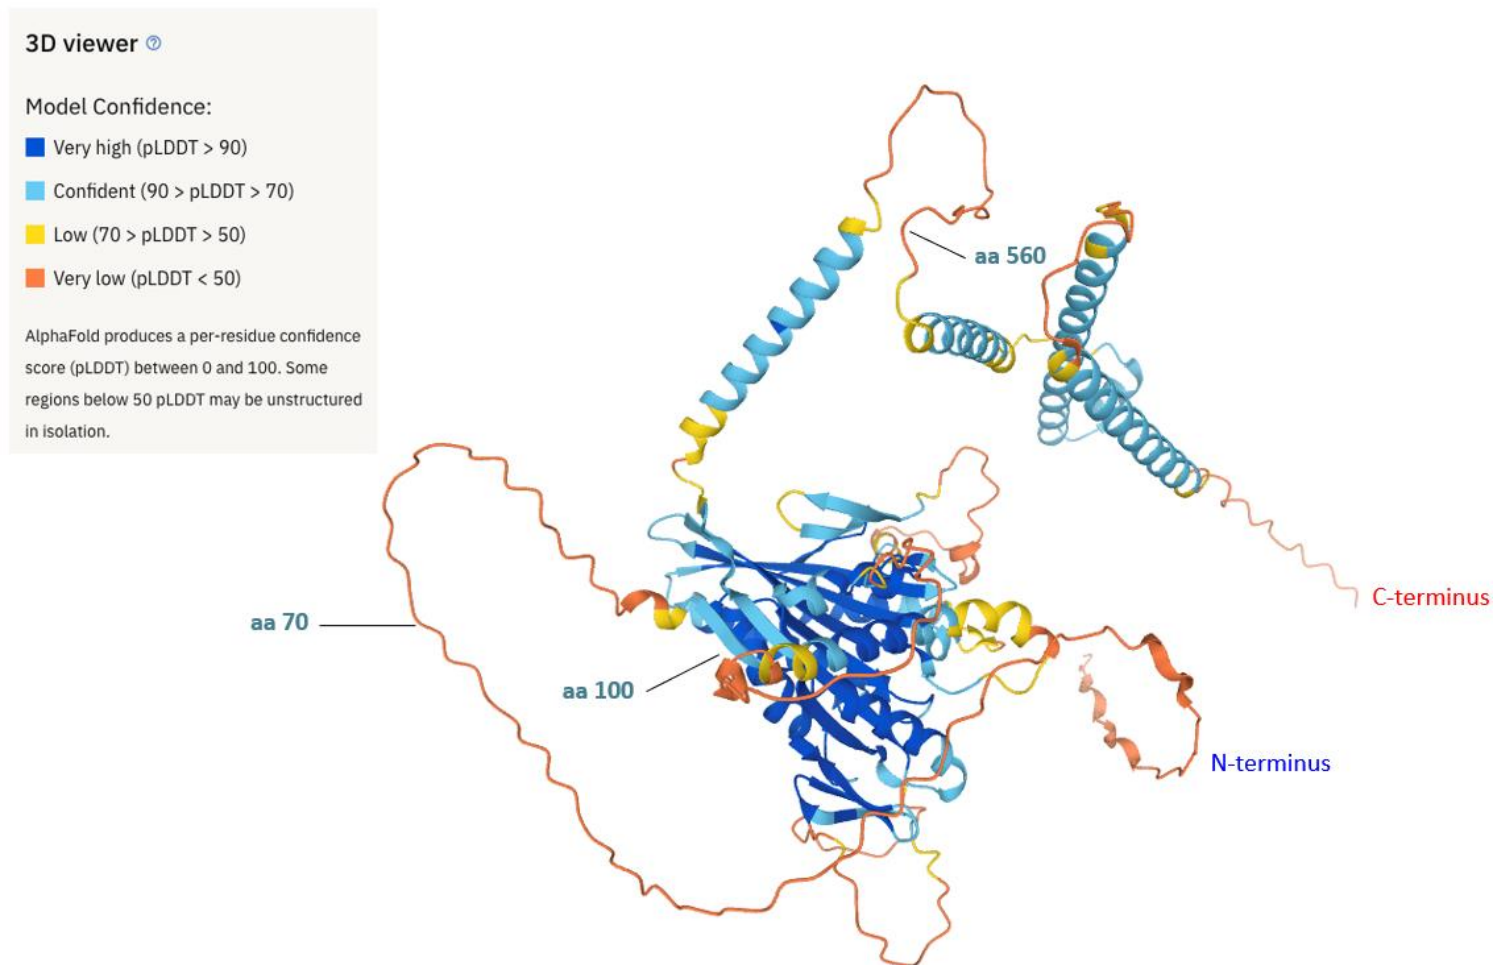 3D viewer ?
Model Confidence:
Very high (pLDDT > 90)
Confident (90 > pLDDT > 70)
Low (70 > pLDDT > 50)
Very low (pLDDT < 50)
AlphaFold produces a per-residue confidence
score (pLDDT) between 0 and 100. Some
regions below 50 pLDDT may be unstructured
in isolation.
aa 560
C-terminus
aa 70
aa 100
N-terminus